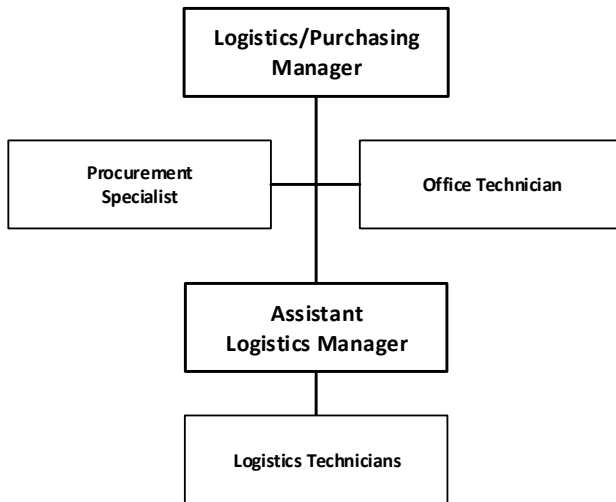 Logistics/Purchasing
Manager
Procurement
Specialist
Office Technician
Assistant
Logistics Manager
Logistics Technicians